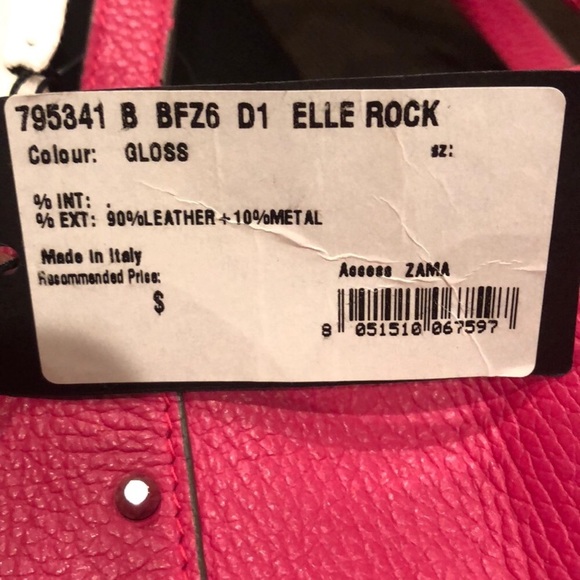 795341 B BFZ6 D1 ELLE ROCK
Colour: GLOSS sz:
% INT: .
% EXT: 90%LEATHER÷10%METAL
Made in Italy
Recommended Price:
$
Access ZAMA
8 051510 067597